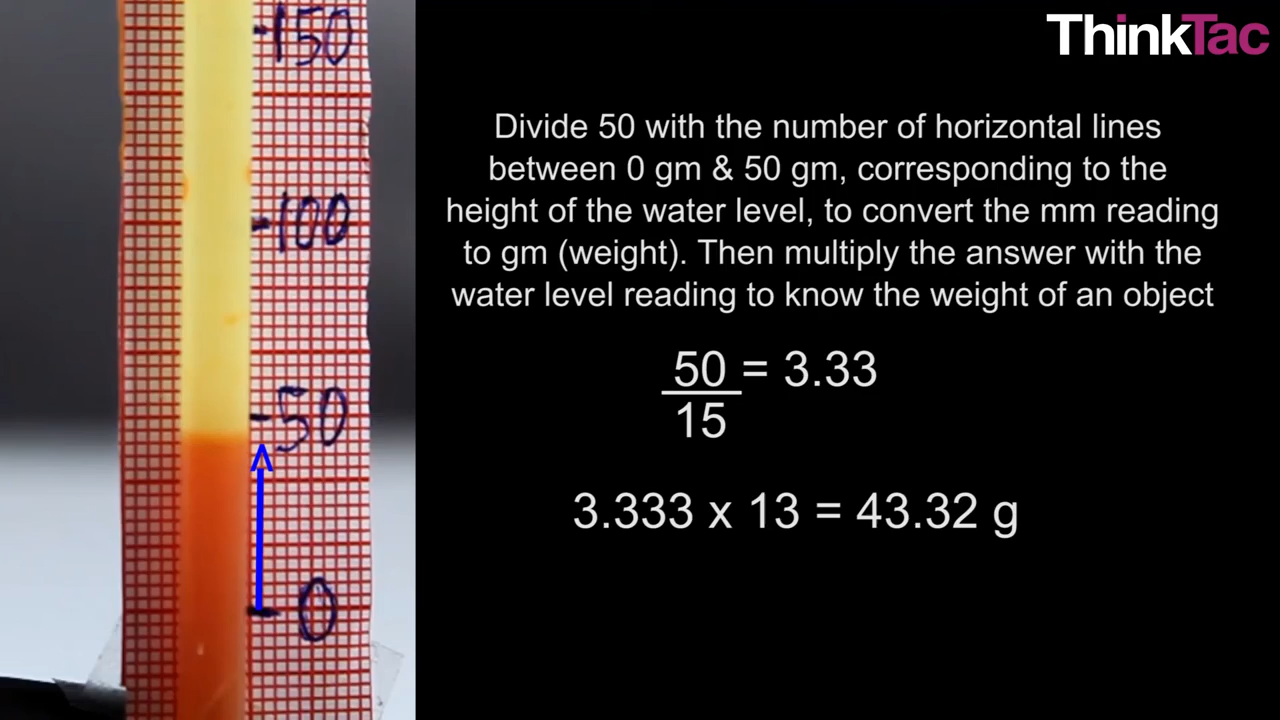 150
100
50
0
ThinkTac
Divide 50 with the number of horizontal lines
between 0 gm & 50 gm, corresponding to the
height of the water level, to convert the mm reading
to gm (weight). Then multiply the answer with the
water level reading to know the weight of an object
50 = 3.33
15
3.333 x 13 = 43.32 g